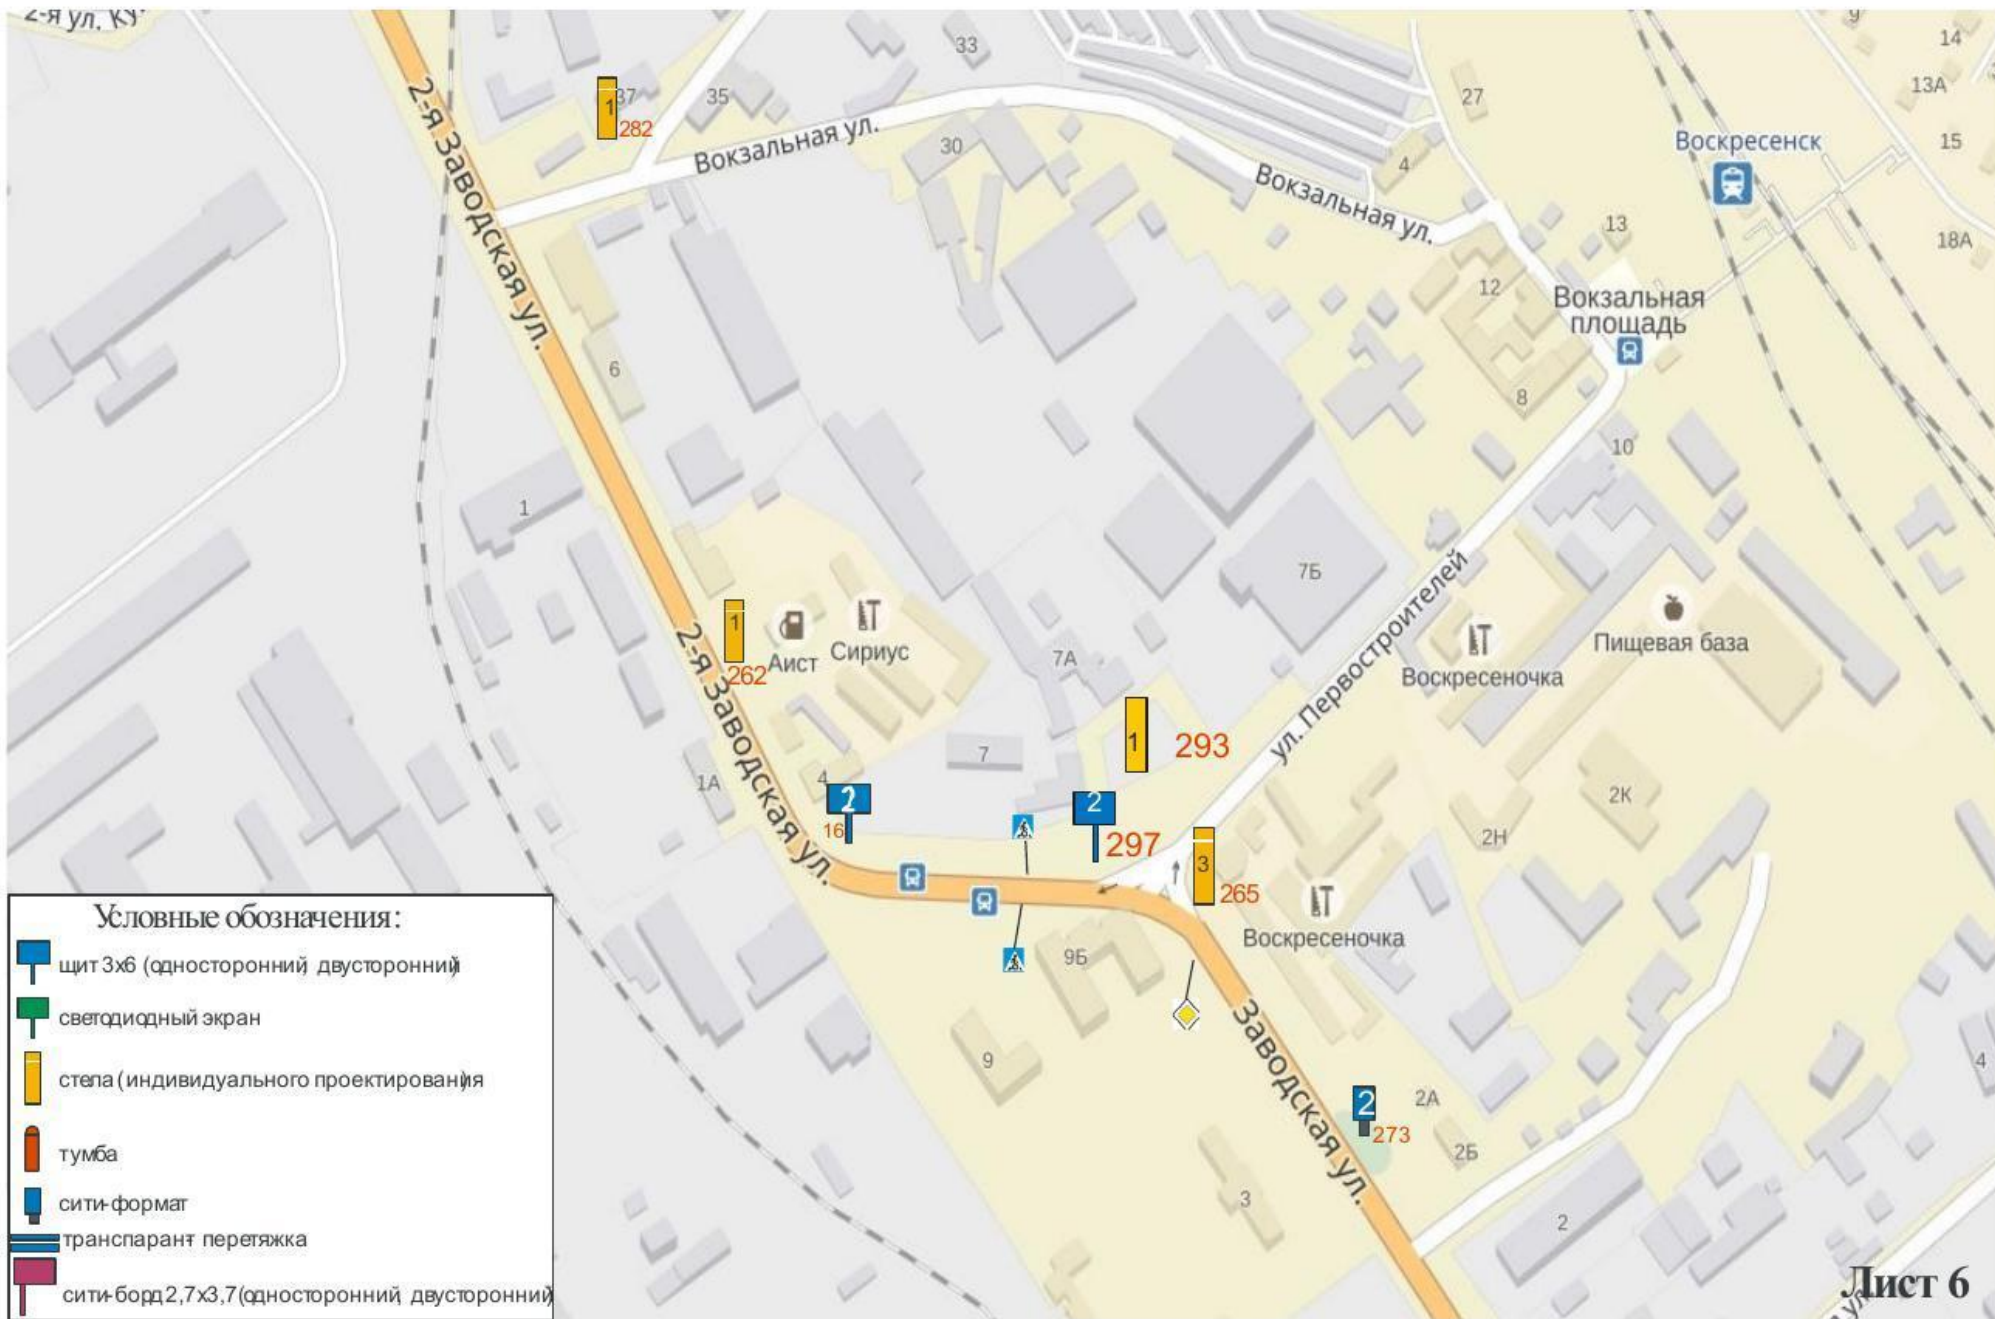 2-я ул. Ку
2-я Заводская ул.
1
37
282
35
33
Вокзальная ул.
30
Вокзальная ул.
4
27
9
14
13А
15
18А
Воскресенск
13
12
Вокзальная
площадь
8
10
6
1
2-я Заводская ул.
1
262
Аист
Сириус
7А
7Б
ул. Первостроителей
Воскресеночка
Пищевая база
1А
4
2
16
7
1
293
2
297
3
265
Воскресеночка
2Н
2К
9Б
9
Заводская ул.
2
273
2А
2Б
3
2
4
Условные обозначения:
щит 3х6 (односторонний, двусторонний)
светодиодный экран
стела (индивидуального проектирования)
тумба
сити-формат
транспарант- перетяжка
сити-борд 2,7х3,7(односторонний, двусторонний)
ул
Лист 6